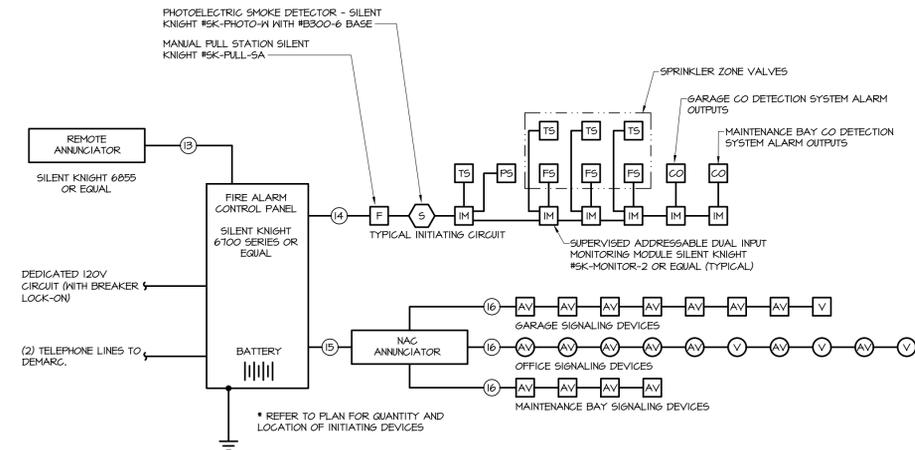 PHOTOELECTRIC SMOKE DETECTOR - SILENT
KNIGHT #SK-PHOTO-W WITH #B300-6 BASE
MANUAL PULL STATION SILENT
KNIGHT #SK-PULL-SA
SPRINKLER ZONE VALVES
GARAGE CO DETECTION SYSTEM ALARM
OUTPUTS
MAINTENANCE BAY CO DETECTION
SYSTEM ALARM OUTPUTS
REMOTE
ANNUNCIATOR
13
SILENT KNIGHT 6855
OR EQUAL
TS TS TS
TS PS FS FS FS CO CO
FIRE ALARM
CONTROL PANEL
SILENT KNIGHT
6700 SERIES OR
EQUAL
14 F S IM IM IM IM IM IM
TYPICAL INITIATING CIRCUIT
SUPERVISED ADDRESSABLE DUAL INPUT
MONITORING MODULE SILENT KNIGHT
#SK-MONITOR-2 OR EQUAL (TYPICAL)
DEDICATED 120V
CIRCUIT (WITH BREAKER
LOCK-ON)
(2) TELEPHONE LINES TO
DEMARC.
BATTERY
15
NAC
ANNUNCIATOR
16 AV AV AV AV AV AV AV V
GARAGE SIGNALING DEVICES
16 AV AV AV AV AV V AV V AV V
OFFICE SIGNALING DEVICES
16 AV AV AV AV
MAINTENANCE BAY SIGNALING DEVICES
* REFER TO PLAN FOR QUANTITY AND
LOCATION OF INITIATING DEVICES